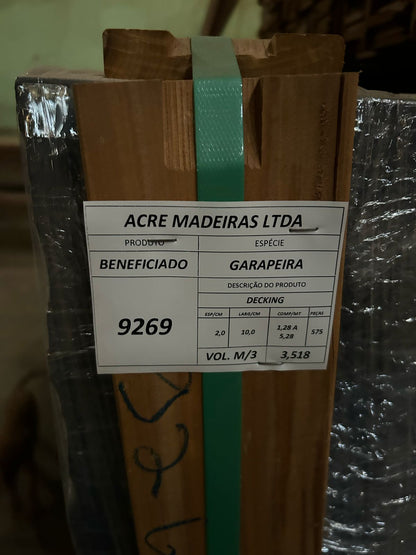 ACRE MADEIRAS LTDA
PRODUTO ESPÉCIE
BENEFICIADO GARAPEIRA
DESCRIÇÃO DO PRODUTO
DECKING
9269
ESP/CM LARG/CM COMP/MT PEÇAS
2,0 10,0 1,28 A 5,28 575
VOL. M/3 3,518